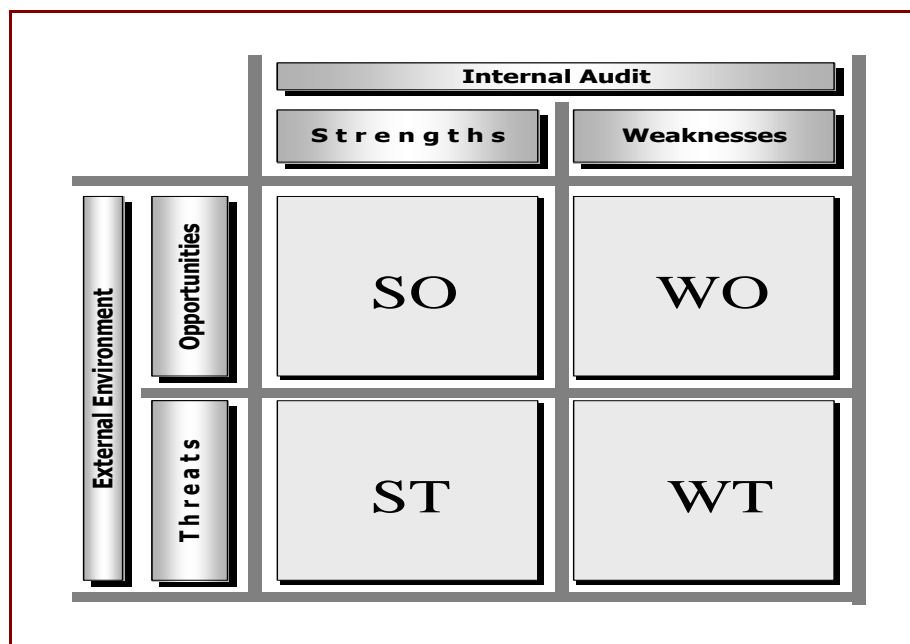 Internal Audit
Strengths
Weaknesses
External Environment
Opportunities
SO
WO
Threats
ST
WT